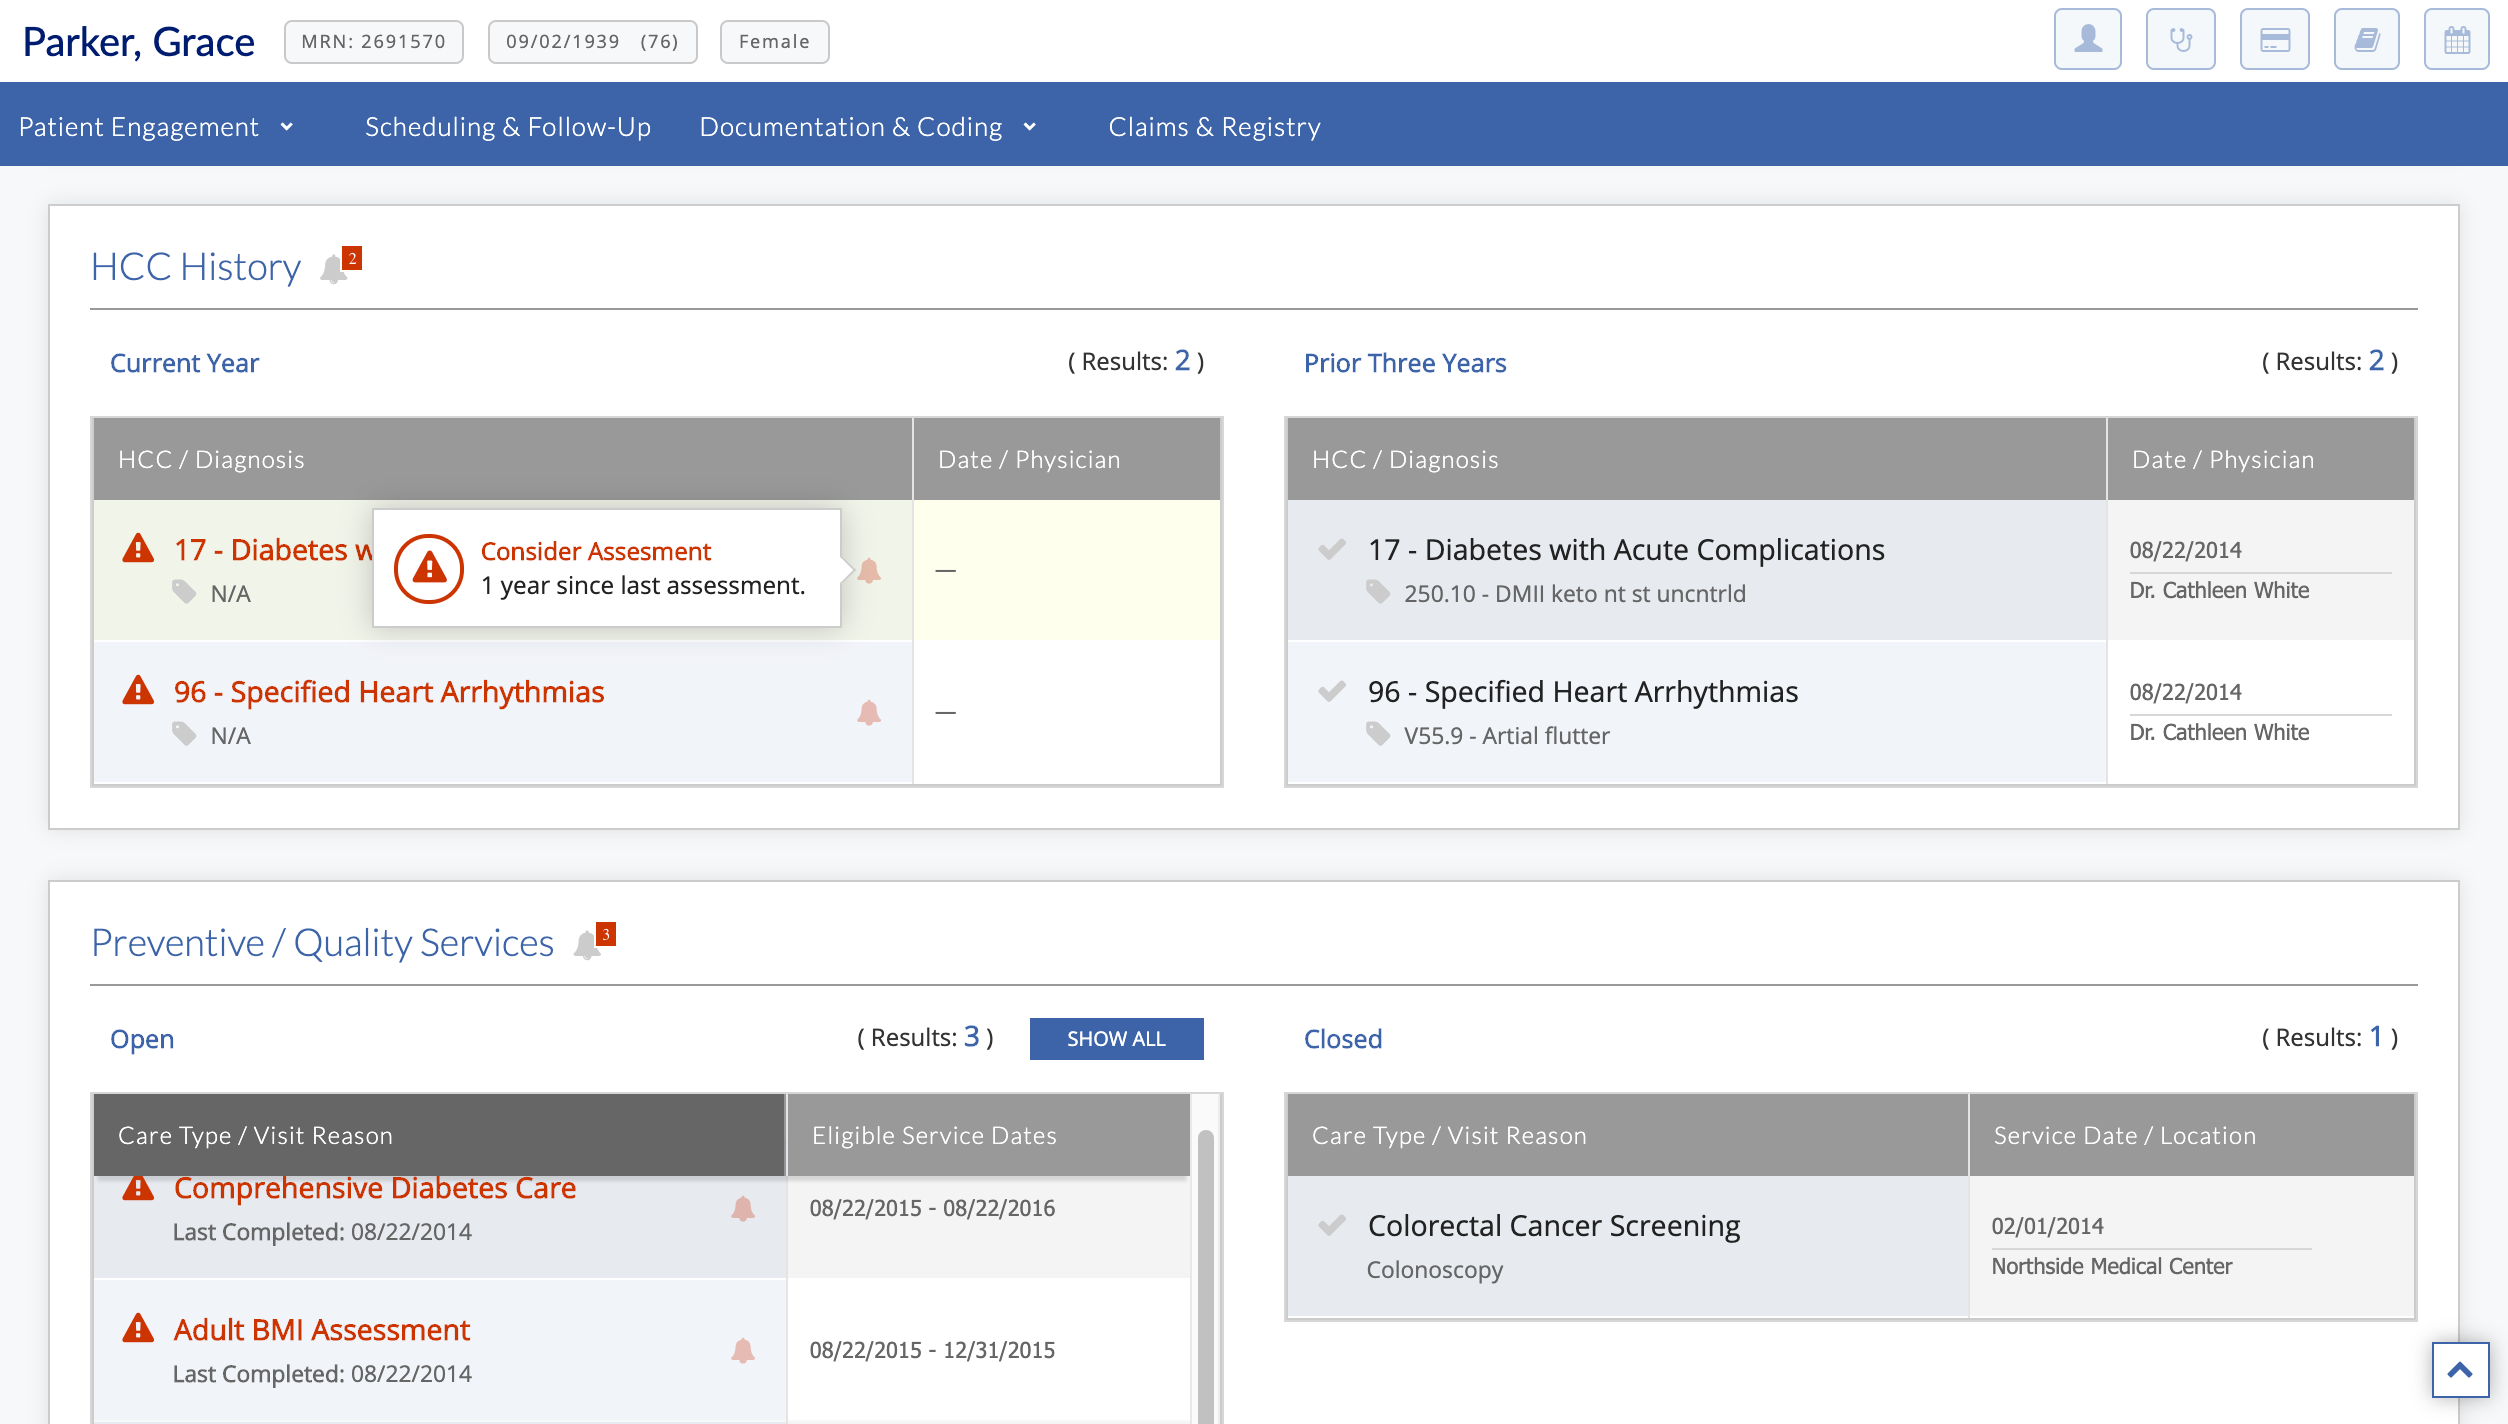 Parker, Grace
MRN: 2691570
09/02/1939 (76)
Female
Patient Engagement
Scheduling & Follow-Up
Documentation & Coding
Claims & Registry
HCC History
2
Current Year
( Results: 2 )
Prior Three Years
( Results: 2 )
HCC / Diagnosis
Date / Physician
HCC / Diagnosis
Date / Physician
17 - Diabetes w
N/A
Consider Assesment
1 year since last assessment.
—
17 - Diabetes with Acute Complications
250.10 - DMII keto nt st uncntrld
08/22/2014
Dr. Cathleen White
96 - Specified Heart Arrhythmias
N/A
—
96 - Specified Heart Arrhythmias
V55.9 - Artial flutter
08/22/2014
Dr. Cathleen White
Preventive / Quality Services
3
Open
( Results: 3 )
SHOW ALL
Closed
( Results: 1 )
Care Type / Visit Reason
Eligible Service Dates
Care Type / Visit Reason
Service Date / Location
Comprehensive Diabetes Care
Last Completed: 08/22/2014
08/22/2015 - 08/22/2016
Colorectal Cancer Screening
Colonoscopy
02/01/2014
Northside Medical Center
Adult BMI Assessment
Last Completed: 08/22/2014
08/22/2015 - 12/31/2015